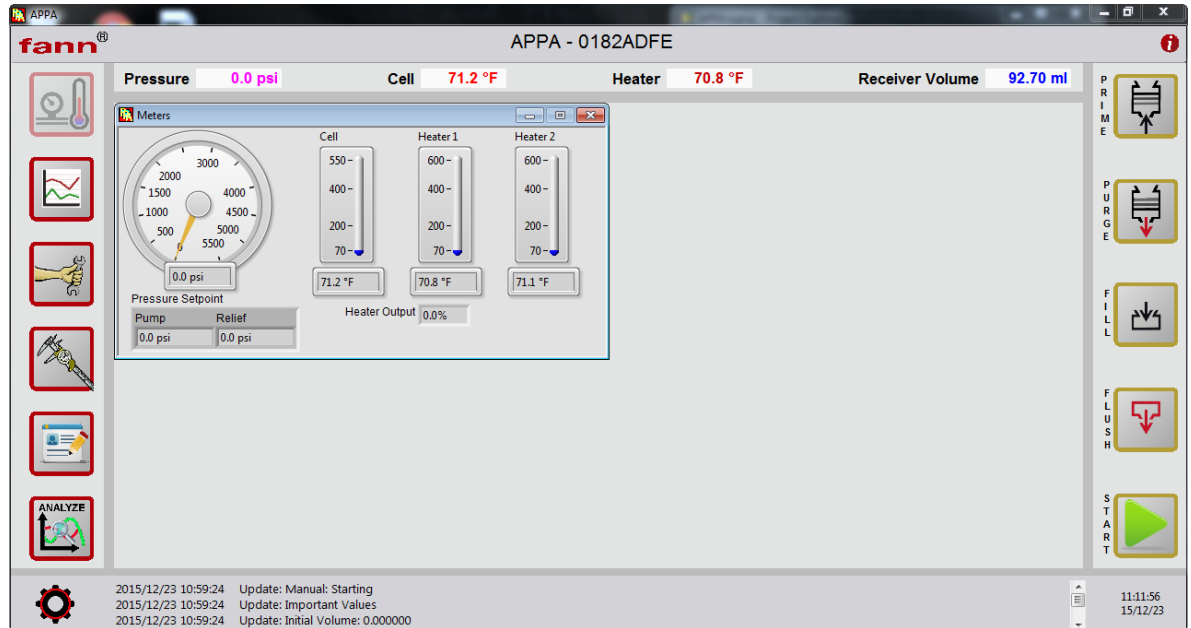 APPA
fann®
APPA - 0182ADFE
Pressure 0.0 psi Cell 71.2 °F Heater 70.8 °F Receiver Volume 92.70 ml
Meters
Cell Heater 1 Heater 2
3000
2000
1500 4000
1000 4500
500 5000
0 5500
0.0 psi
550
400
200
70
71.2 °F
600
400
200
70
70.8 °F
600
400
200
70
71.1 °F
Pressure Setpoint
Pump Relief
0.0 psi 0.0 psi
Heater Output 0.0%
ANALYZE
PRIME
PURGE
FILL
FLUSH
START
2015/12/23 10:59:24 Update: Manual: Starting
2015/12/23 10:59:24 Update: Important Values
2015/12/23 10:59:24 Update: Initial Volume: 0.000000
11:11:56
15/12/23